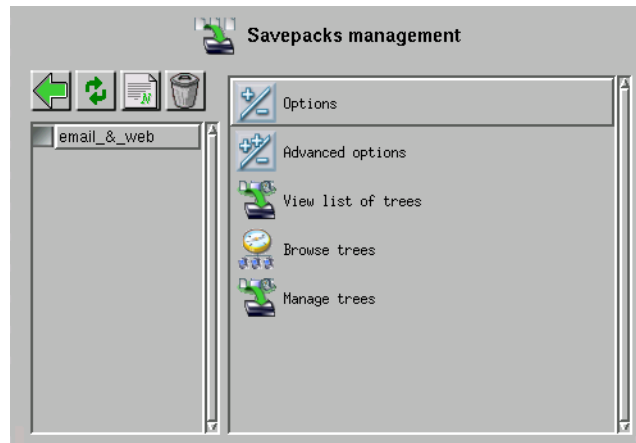 Savepacks management
email_&_web
Options
Advanced options
View list of trees
Browse trees
Manage trees